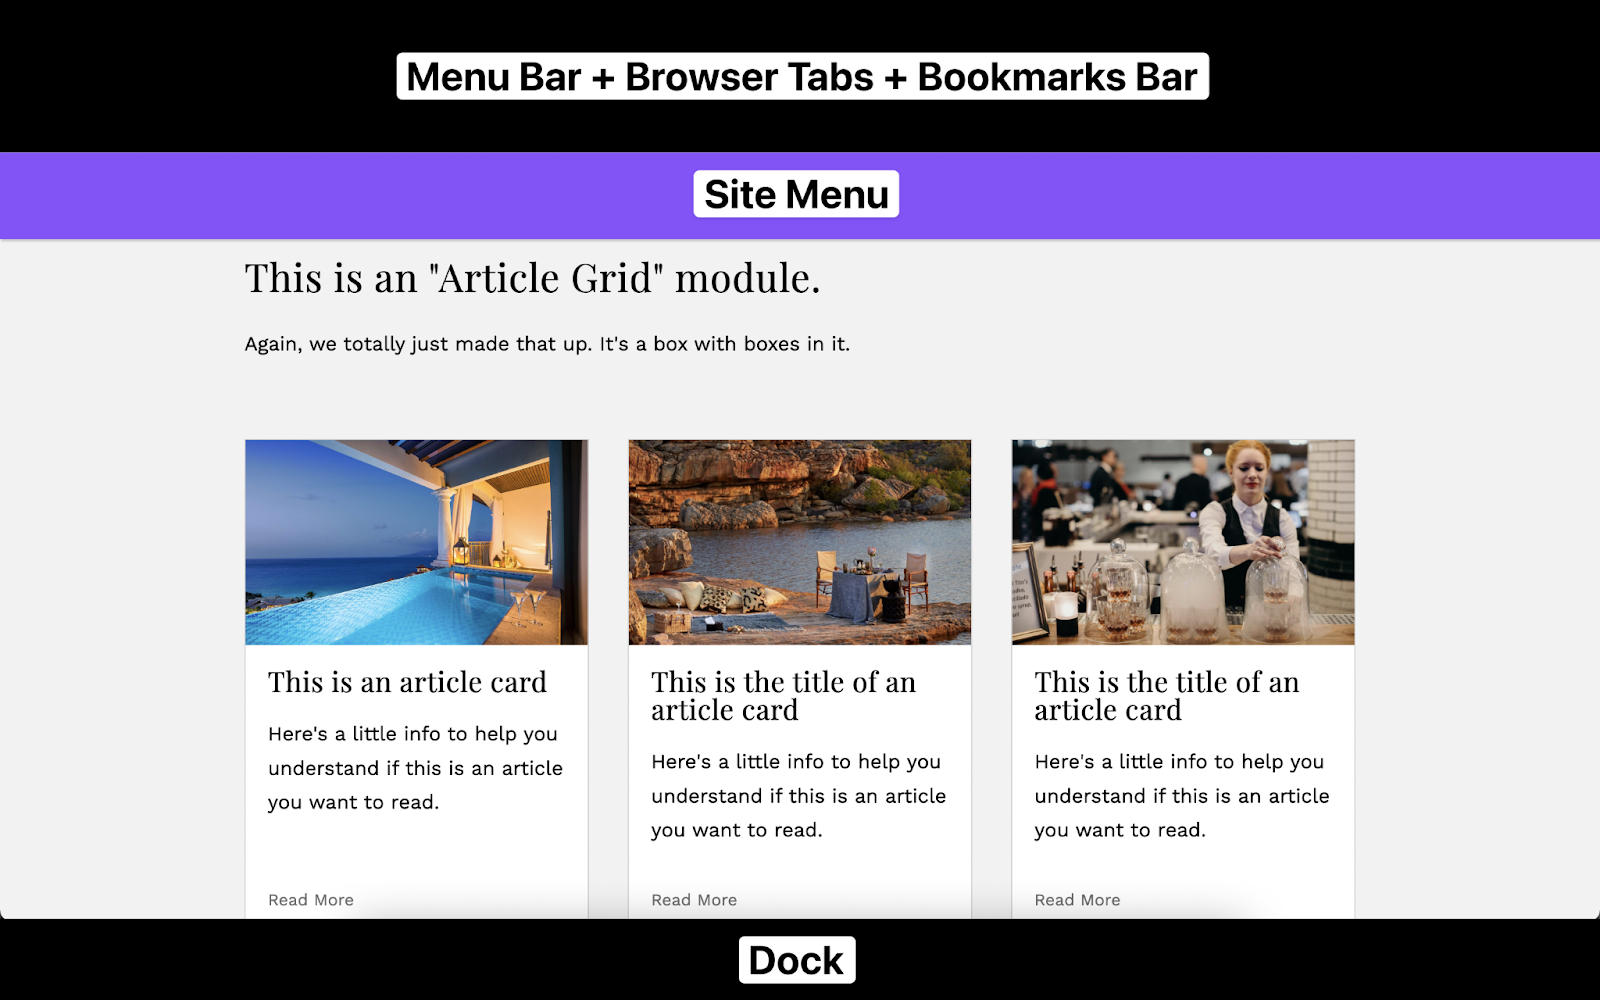 Menu Bar + Browser Tabs + Bookmarks Bar
Site Menu
This is an "Article Grid" module.
Again, we totally just made that up. It's a box with boxes in it.
This is an article card
Here's a little info to help you
understand if this is an article
you want to read.
Read More
This is the title of an
article card
Here's a little info to help you
understand if this is an article
you want to read.
Read More
This is the title of an
article card
Here's a little info to help you
understand if this is an article
you want to read.
Read More
Dock